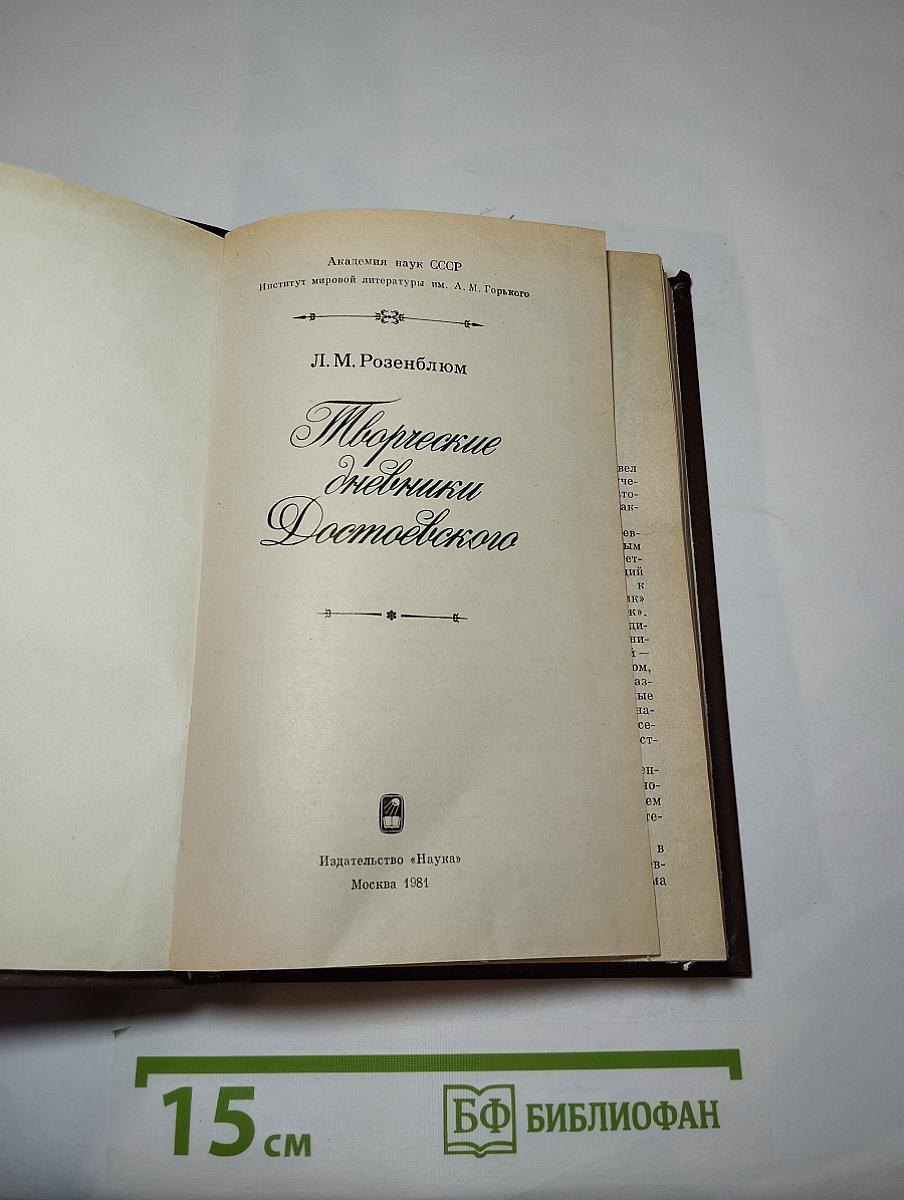 Академия наук СССР
Институт мировой литературы им. А. М. Горького
Л. М. Розенблюм
Творческие
дневники
Достоевского
Издательство «Наука»
Москва 1981
15 см
БФ БИБЛИОФАН